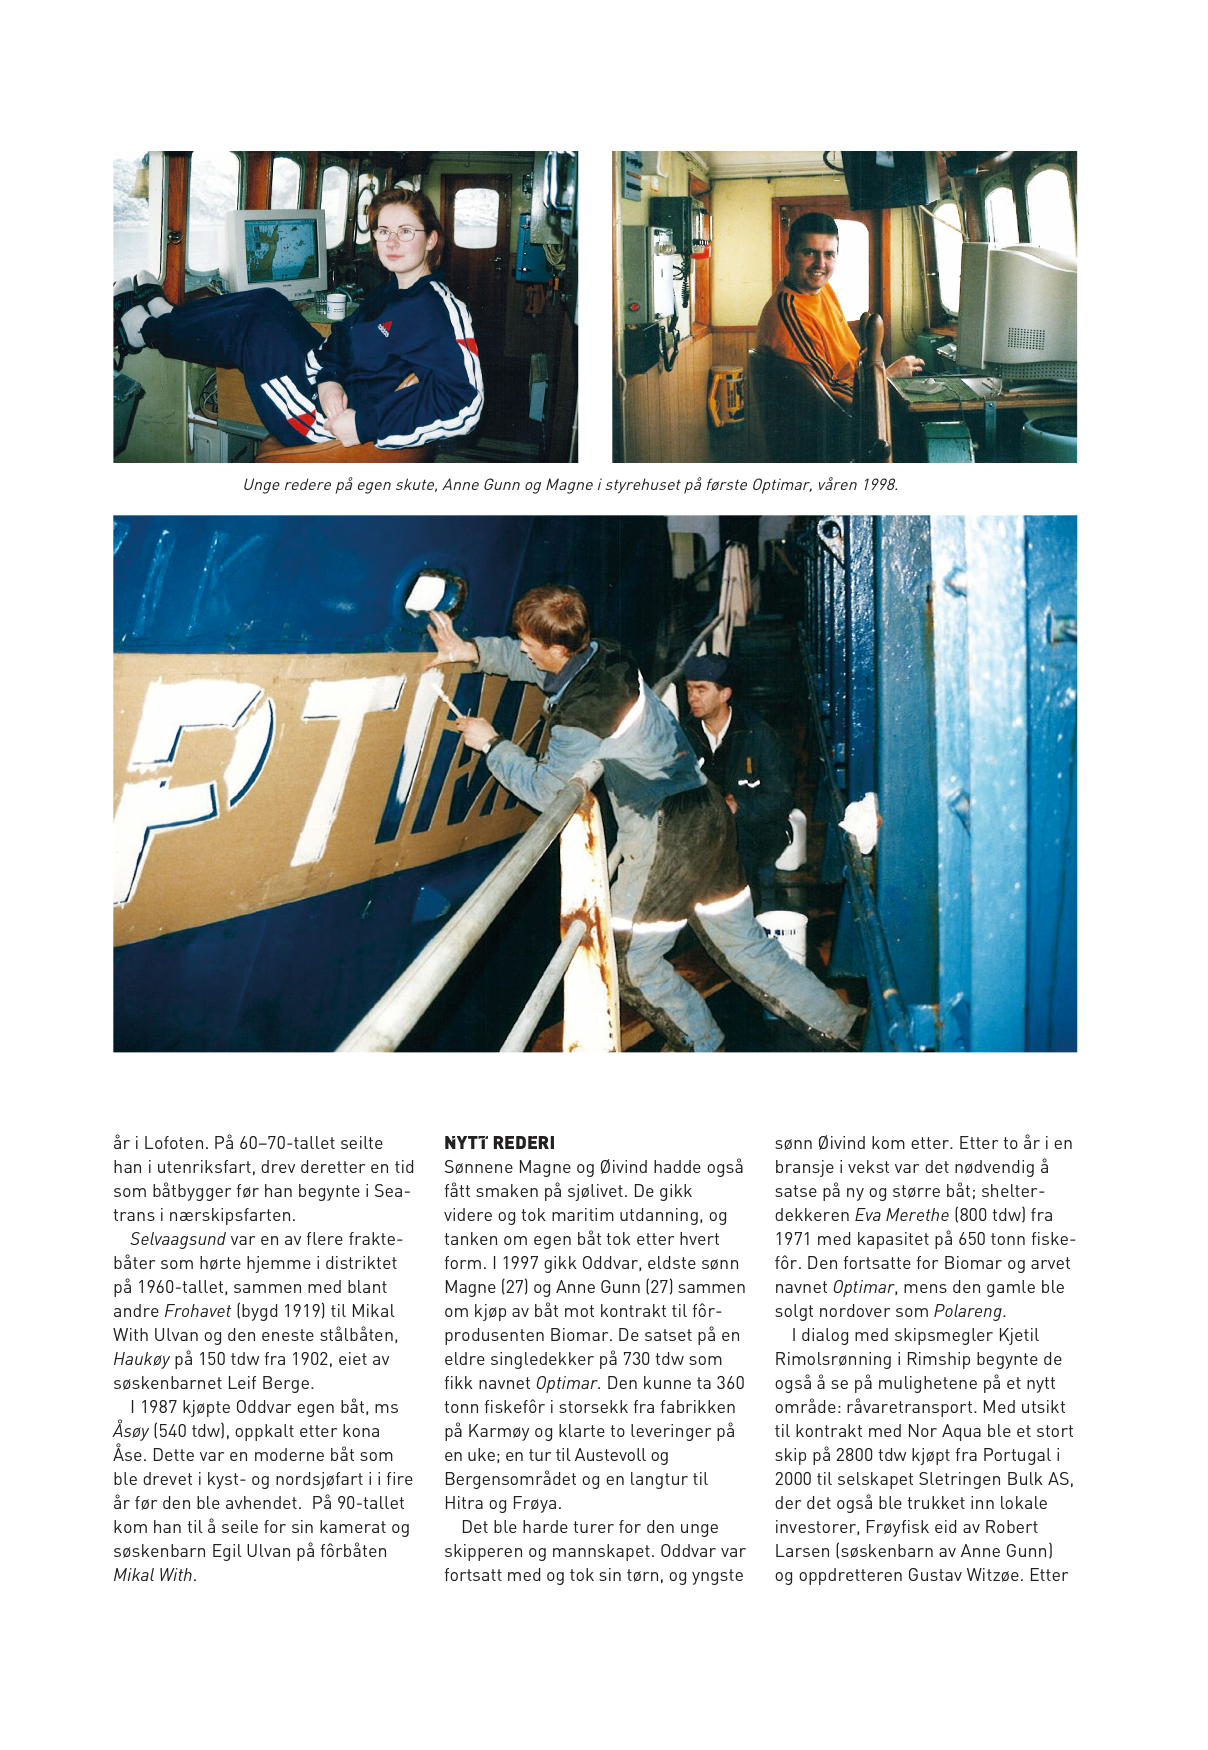 Unge redere på egen skute, Anne Gunn og Magne i styrehuset på første Optimar, våren 1998.
PTIM
år i Lofoten. På 60–70-tallet seilte
han i utenriksfart, drev deretter en tid
som båtbygger før han begynte i Sea-
trans i nærskipsfarten.
Selvaagsund var en av flere frakte-
båter som hørte hjemme i distriktet
på 1960-tallet, sammen med blant
andre Frohavet (bygd 1919) til Mikal
With Ulvan og den eneste stålbåten,
Haukøy på 150 tdw fra 1902, eiet av
søskenbarnet Leif Berge.
I 1987 kjøpte Oddvar egen båt, ms
Åsøy (540 tdw), oppkalt etter kona
Åse. Dette var en moderne båt som
ble drevet i kyst- og nordsjøfart i i fire
år før den ble avhendet.  På 90-tallet
kom han til å seile for sin kamerat og
søskenbarn Egil Ulvan på fôrbåten
Mikal With.
NYTT REDERI
Sønnene Magne og Øivind hadde også
fått smaken på sjølivet. De gikk
videre og tok maritim utdanning, og
tanken om egen båt tok etter hvert
form. I 1997 gikk Oddvar, eldste sønn
Magne (27) og Anne Gunn (27) sammen
om kjøp av båt mot kontrakt til fôr-
produsenten Biomar. De satset på en
eldre singledekker på 730 tdw som
fikk navnet Optimar. Den kunne ta 360
tonn fiskefôr i storsekk fra fabrikken
på Karmøy og klarte to leveringer på
en uke; en tur til Austevoll og
Bergensområdet og en langtur til
Hitra og Frøya.
Det ble harde turer for den unge
skipperen og mannskapet. Oddvar var
fortsatt med og tok sin tørn, og yngste
sønn Øivind kom etter. Etter to år i en
bransje i vekst var det nødvendig å
satse på ny og større båt; shelter-
dekkeren Eva Merethe (800 tdw) fra
1971 med kapasitet på 650 tonn fiske-
fôr. Den fortsatte for Biomar og arvet
navnet Optimar, mens den gamle ble
solgt nordover som Polareng.
I dialog med skipsmegler Kjetil
Rimolsrønning i Rimship begynte de
også å se på mulighetene på et nytt
område: råvaretransport. Med utsikt
til kontrakt med Nor Aqua ble et stort
skip på 2800 tdw kjøpt fra Portugal i
2000 til selskapet Sletringen Bulk AS,
der det også ble trukket inn lokale
investorer, Frøyfisk eid av Robert
Larsen (søskenbarn av Anne Gunn)
og oppdretteren Gustav Witzøe. Etter